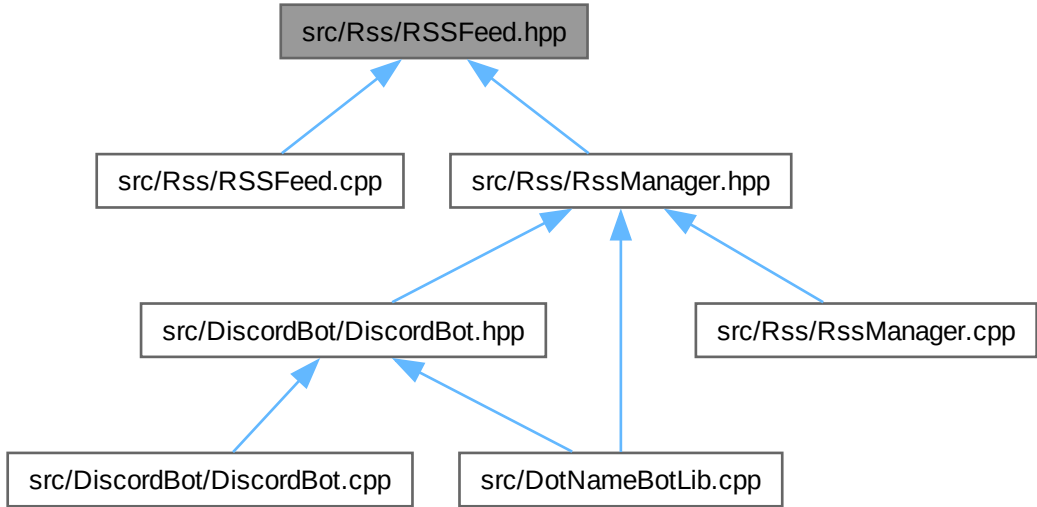 src/Rss/RSSFeed.hpp
src/Rss/RSSFeed.cpp
src/Rss/RssManager.hpp
src/DiscordBot/DiscordBot.hpp
src/Rss/RssManager.cpp
src/DiscordBot/DiscordBot.cpp
src/DotNameBotLib.cpp